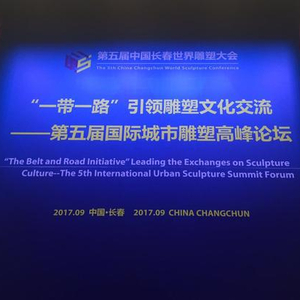 第五届中国长春世界雕塑大会
The 5th China Changchun World Sculpture Conference
“一带一路”引领雕塑文化交流
——第五届国际城市雕塑高峰论坛
“The Belt and Road Initiative” Leading the Exchanges on Sculpture
Culture--The 5th International Urban Sculpture Summit Forum
2017.09 中国·长春 2017.09 CHINA CHANGCHUN